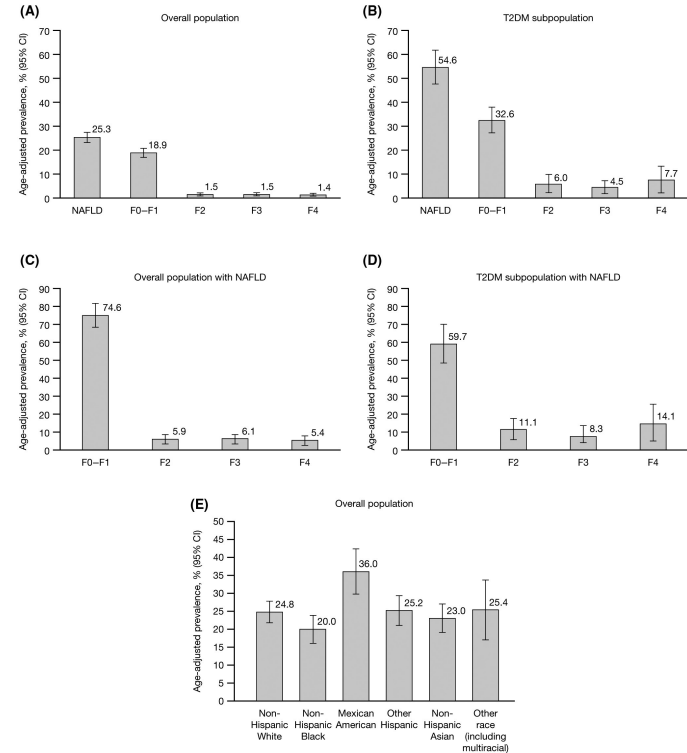 (A)
Overall population
Age-adjusted prevalence, % (95% CI)
70
60
50
40
30
20
10
0
25.3
18.9
1.5
1.5
1.4
NAFLD F0–F1 F2 F3 F4
(B)
T2DM subpopulation
Age-adjusted prevalence, % (95% CI)
70
60
50
40
30
20
10
0
54.6
32.6
6.0
4.5
7.7
NAFLD F0–F1 F2 F3 F4
(C)
Overall population with NAFLD
Age-adjusted prevalence, % (95% CI)
90
80
70
60
50
40
30
20
10
0
74.6
5.9
6.1
5.4
F0–F1 F2 F3 F4
(D)
T2DM subpopulation with NAFLD
Age-adjusted prevalence, % (95% CI)
90
80
70
60
50
40
30
20
10
0
59.7
11.1
8.3
14.1
F0–F1 F2 F3 F4
(E)
Overall population
Age-adjusted prevalence, % (95% CI)
50
45
40
35
30
25
20
15
10
5
0
24.8
20.0
36.0
25.2
23.0
25.4
Non-
Hispanic
White
Non-
Hispanic
Black
Mexican
American
Other
Hispanic
Non-
Hispanic
Asian
Other
race
(including
multiracial)